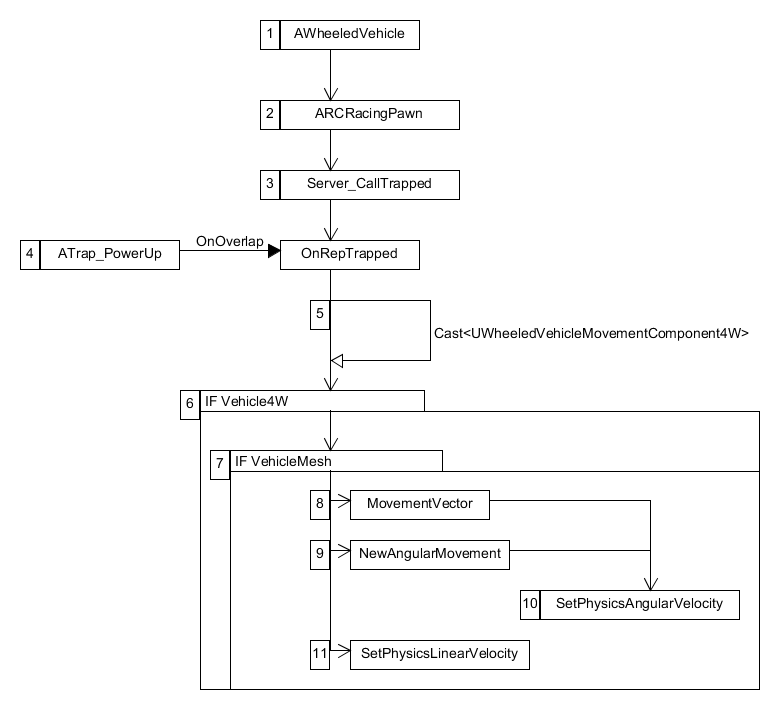 1 AWheeledVehicle
2 ARCRacingPawn
3 Server_CallTrapped
4 ATrap_PowerUp OnOverlap OnRepTrapped
5
Cast<UWheeledVehicleMovementComponent4W>
6 IF Vehicle4W
7 IF VehicleMesh
8 MovementVector
9 NewAngularMovement
10 SetPhysicsAngularVelocity
11 SetPhysicsLinearVelocity